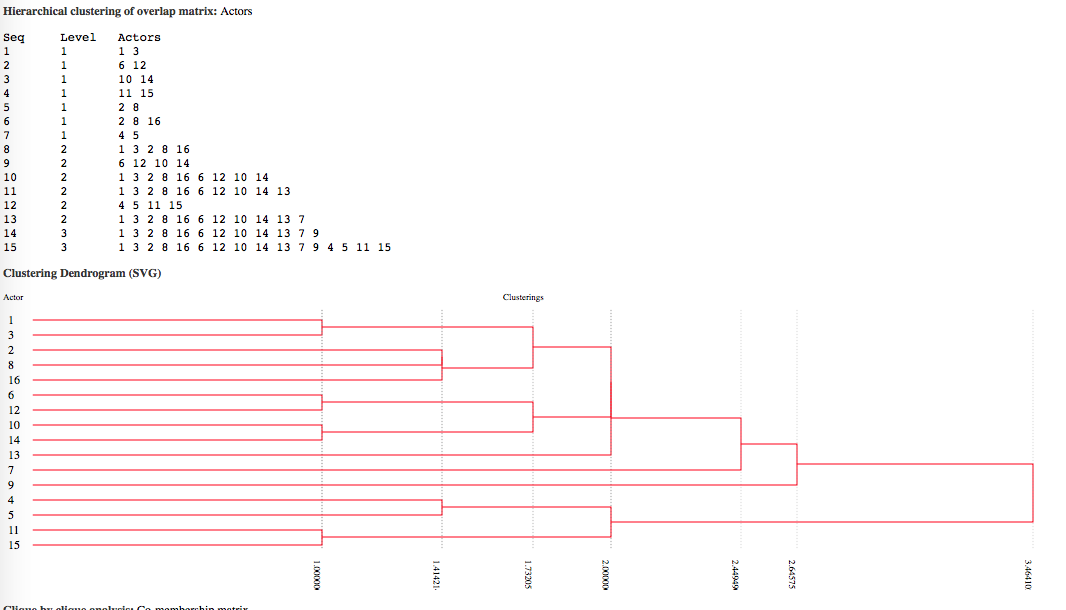 Hierarchical clustering of overlap matrix: Actors
Seq Level Actors
1 1 1 3
2 1 6 12
3 1 10 14
4 1 11 15
5 1 2 8
6 1 2 8 16
7 1 4 5
8 2 1 3 2 8 16
9 2 6 12 10 14
10 2 1 3 2 8 16 6 12 10 14
11 2 1 3 2 8 16 6 12 10 14 13
12 2 4 5 11 15
13 2 1 3 2 8 16 6 12 10 14 13 7
14 3 1 3 2 8 16 6 12 10 14 13 7 9
15 3 1 3 2 8 16 6 12 10 14 13 7 9 4 5 11 15
Clustering Dendrogram (SVG)
Actor Clusterings
1
3
2
8
16
6
12
10
14
13
7
9
4
5
11
15
1.00000 1.41421 1.73205 2.00000 2.44949 2.64575 3.46410
Clique by clique analysis: Co-membership matrix